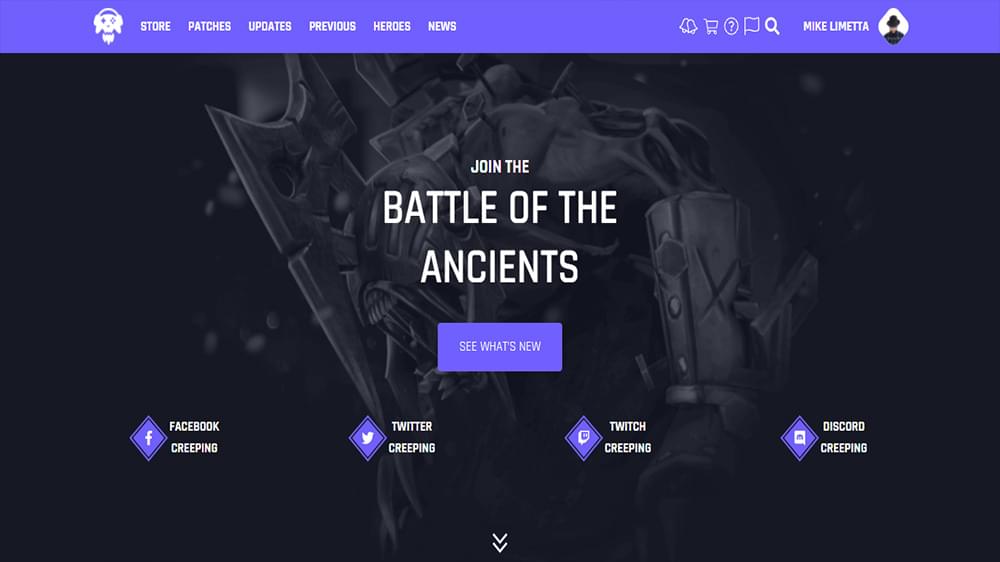 STORE PATCHES UPDATES PREVIOUS HEROES NEWS MIKE LIMETTA
JOIN THE
BATTLE OF THE
ANCIENTS
SEE WHAT'S NEW
FACEBOOK
CREEPING
TWITTER
CREEPING
TWITCH
CREEPING
DISCORD
CREEPING